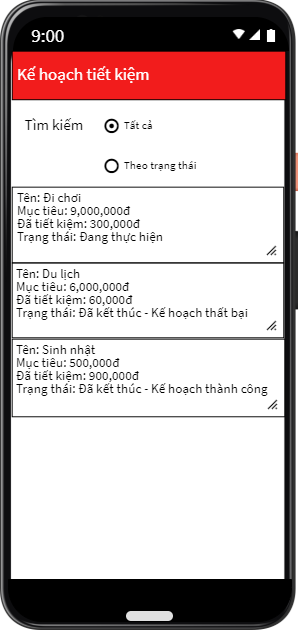 9:00
Kế hoạch tiết kiệm
Tìm kiếm
Tất cả
Theo trạng thái
Tên: Đi chơi
Mục tiêu: 9,000,000đ
Đã tiết kiệm: 300,000đ
Trạng thái: Đang thực hiện
Tên: Du lịch
Mục tiêu: 6,000,000đ
Đã tiết kiệm: 60,000đ
Trạng thái: Đã kết thúc - Kế hoạch thất bại
Tên: Sinh nhật
Mục tiêu: 500,000đ
Đã tiết kiệm: 900,000đ
Trạng thái: Đã kết thúc - Kế hoạch thành công